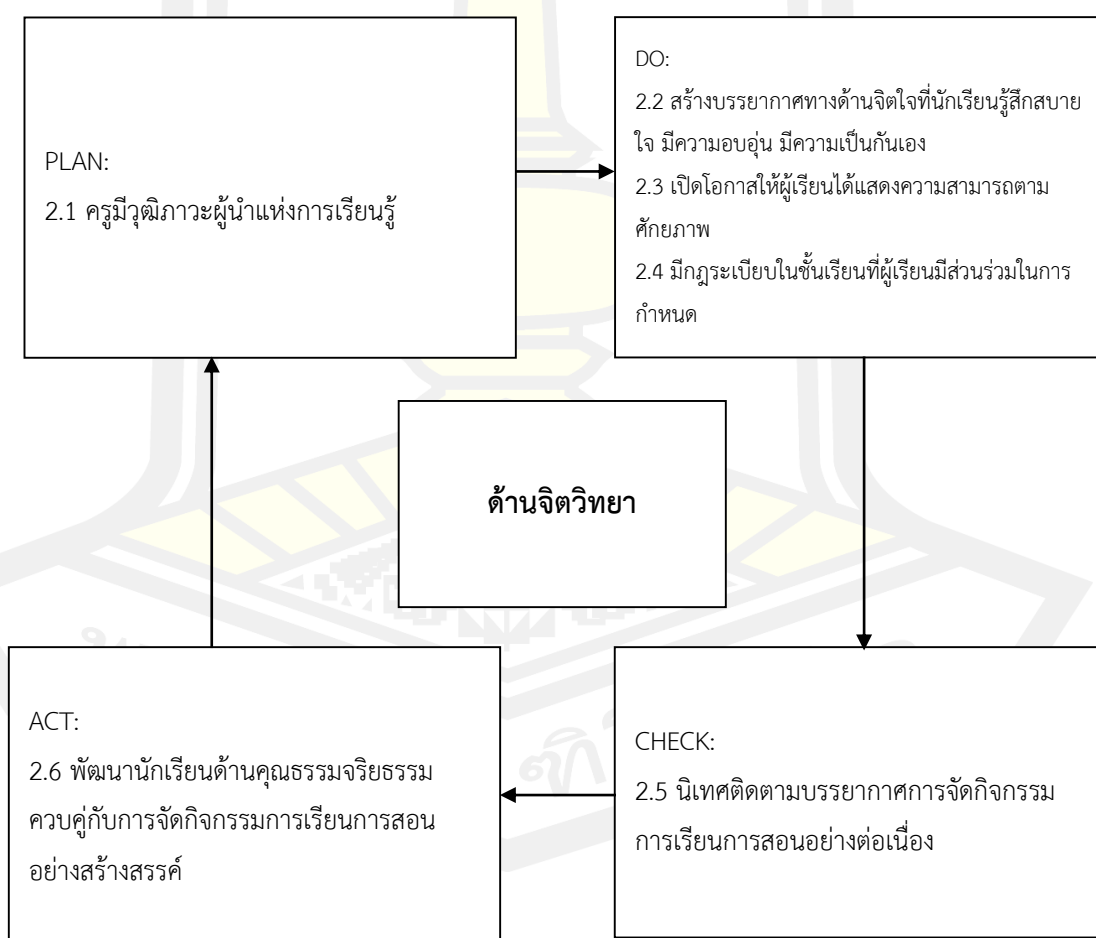 PLAN:
2.1 ครูมีวุฒิภาวะผู้นำแห่งการเรียนรู้
DO:
2.2 สร้างบรรยากาศทางด้านจิตใจที่นักเรียนรู้สึกสบาย
ใจ มีความอบอุ่น มีความเป็นกันเอง
2.3 เปิดโอกาสให้ผู้เรียนได้แสดงความสามารถตาม
ศักยภาพ
2.4 มีกฎระเบียบในชั้นเรียนที่ผู้เรียนมีส่วนร่วมในการ
กำหนด
ด้านจิตวิทยา
ACT:
2.6 พัฒนานักเรียนด้านคุณธรรมจริยธรรม
ควบคู่กับการจัดกิจกรรมการเรียนการสอน
อย่างสร้างสรรค์
CHECK:
2.5 นิเทศติดตามบรรยากาศการจัดกิจกรรม
การเรียนการสอนอย่างต่อเนื่อง